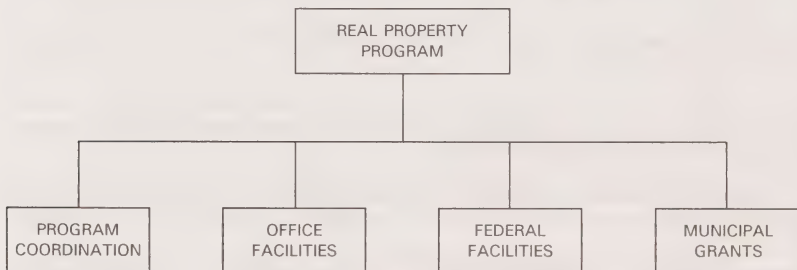 REAL PROPERTY
PROGRAM
PROGRAM
COORDINATION
OFFICE
FACILITIES
FEDERAL
FACILITIES
MUNICIPAL
GRANTS